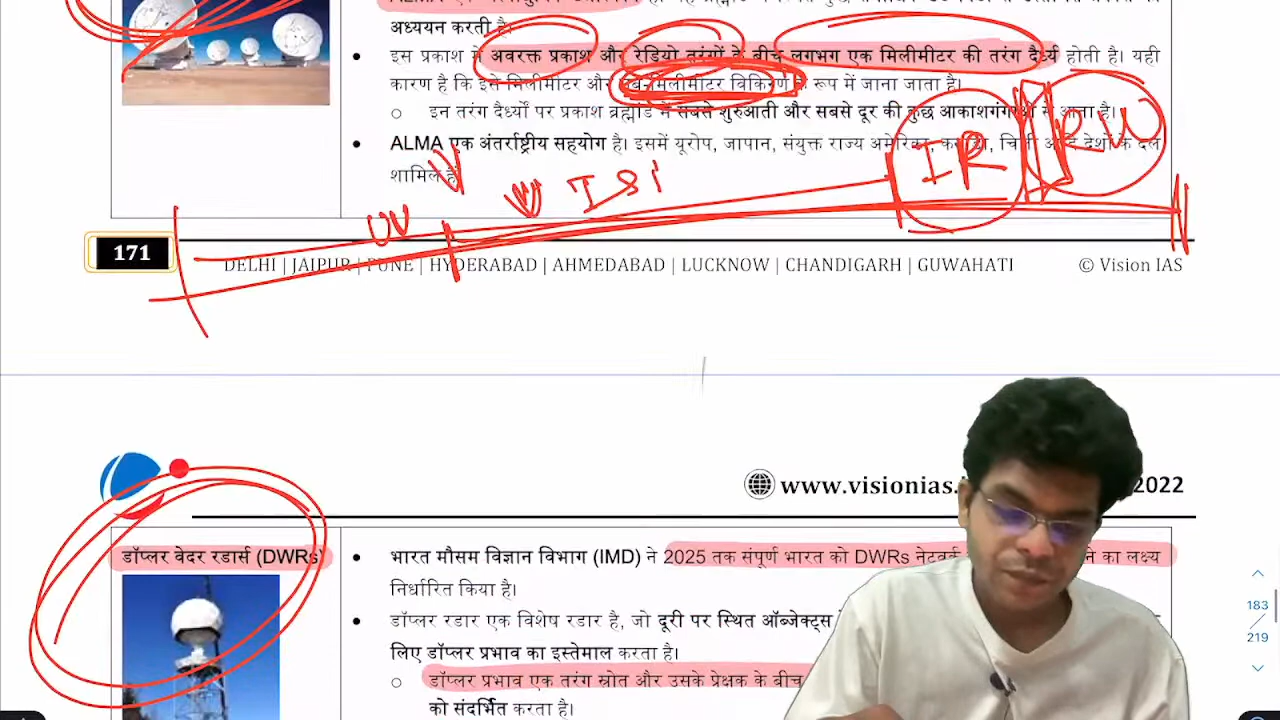 अध्ययन करती है।
इस प्रकाश में अवरक्त प्रकाश और रेडियो तरंगों के बीच लगभग एक मिलीमीटर की तरंग दैर्ध्य होती है। यही
कारण है कि इसे मिलीमीटर और सब-मिलीमीटर विकिरण के रूप में जाना जाता है।
इन तरंग दैर्ध्यों पर प्रकाश ब्रह्मांड में सबसे शुरुआती और सबसे दूर की कुछ आकाशगंगाओं से आता है।
ALMA एक अंतर्राष्ट्रीय सहयोग है। इसमें यूरोप, जापान, संयुक्त राज्य अमेरिका, कनाडा, चिली आदि देशों के दल
शामिल हैं।
IR
RW
UV
V
171
DELHI | JAIPUR | PUNE | HYDERABAD | AHMEDABAD | LUCKNOW | CHANDIGARH | GUWAHATI
© Vision IAS
www.visionias.
2022
डॉप्लर वेदर रडार्स (DWRs)
भारत मौसम विज्ञान विभाग (IMD) ने 2025 तक संपूर्ण भारत को DWRs नेटवर्क ने का लक्ष्य
निर्धारित किया है।
डॉप्लर रडार एक विशेष रडार है, जो दूरी पर स्थित ऑब्जेक्ट्स
लिए डॉप्लर प्रभाव का इस्तेमाल करता है।
डॉप्लर प्रभाव एक तरंग स्रोत और उसके प्रेक्षक के बीच
को संदर्भित करता है।
183
219